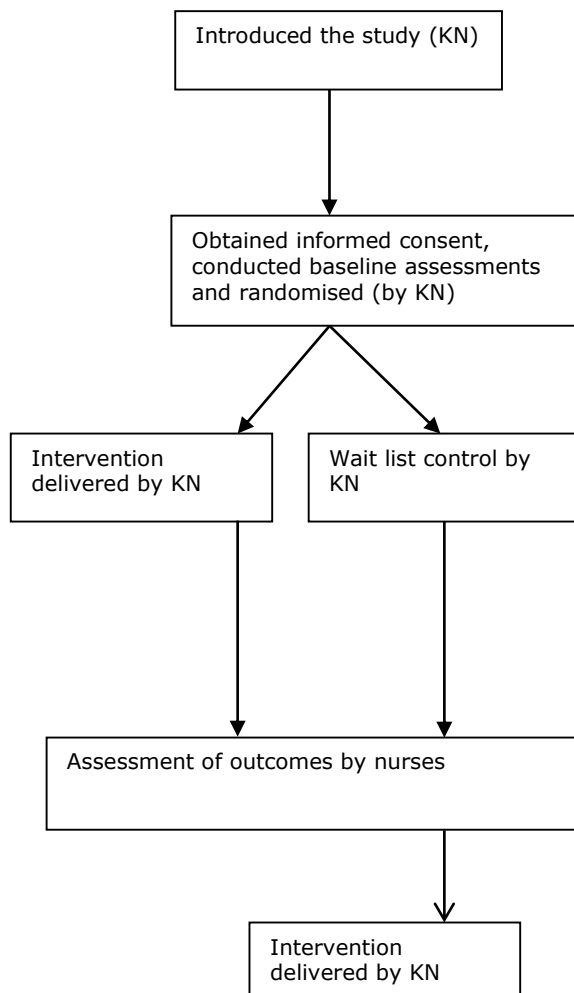 Introduced the study (KN)
Obtained informed consent,
conducted baseline assessments
and randomised (by KN)
Intervention
delivered by KN
Wait list control by
KN
Assessment of outcomes by nurses
Intervention
delivered by KN